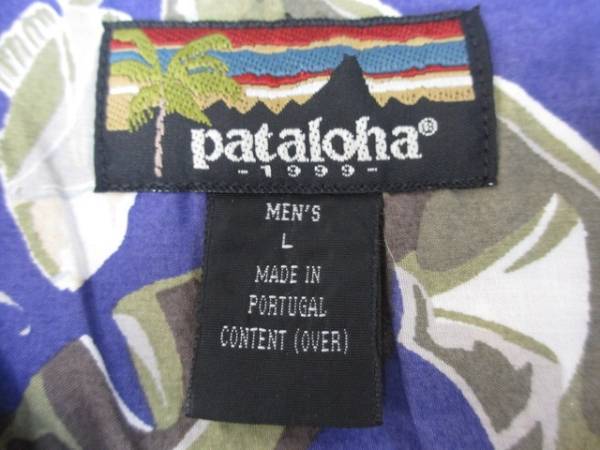 pataloha®
-1999-
MEN'S
L
MADE IN
PORTUGAL
CONTENT (OVER)